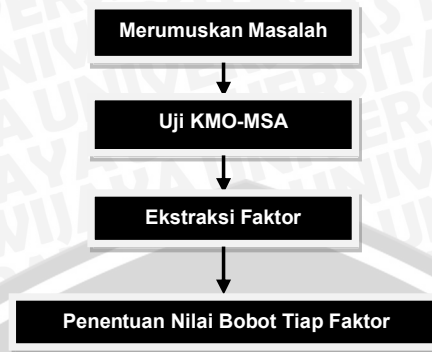 Merumuskan Masalah
Uji KMO-MSA
Ekstraksi Faktor
Penentuan Nilai Bobot Tiap Faktor